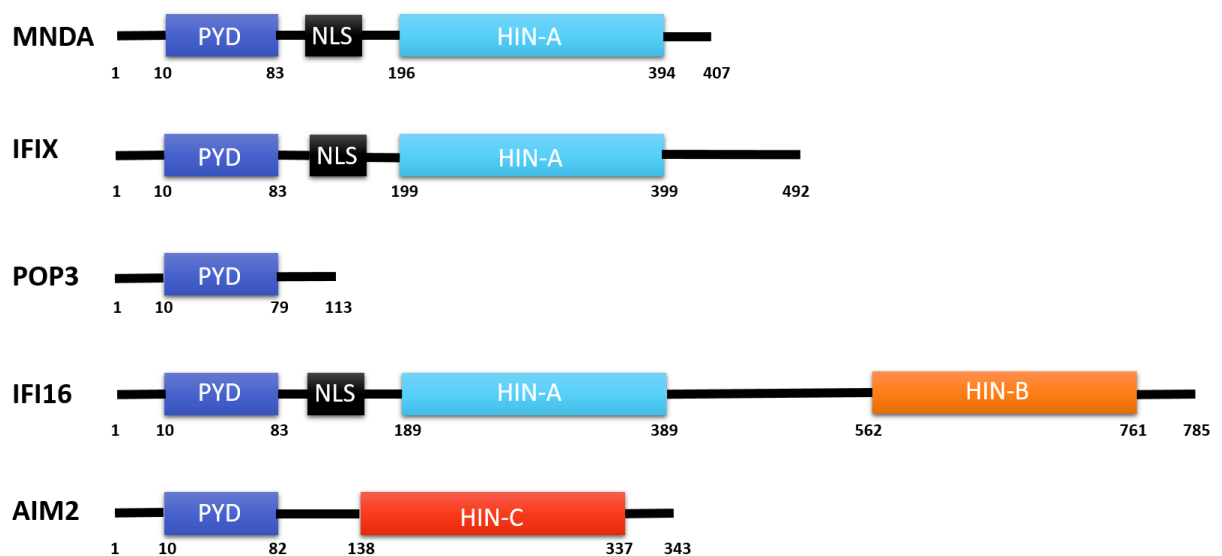 MNDA PYD NLS HIN-A
1 10 83 196 394 407
IFIX PYD NLS HIN-A
1 10 83 199 399 492
POP3 PYD
1 10 79 113
IFI16 PYD NLS HIN-A HIN-B
1 10 83 189 389 562 761 785
AIM2 PYD HIN-C
1 10 82 138 337 343